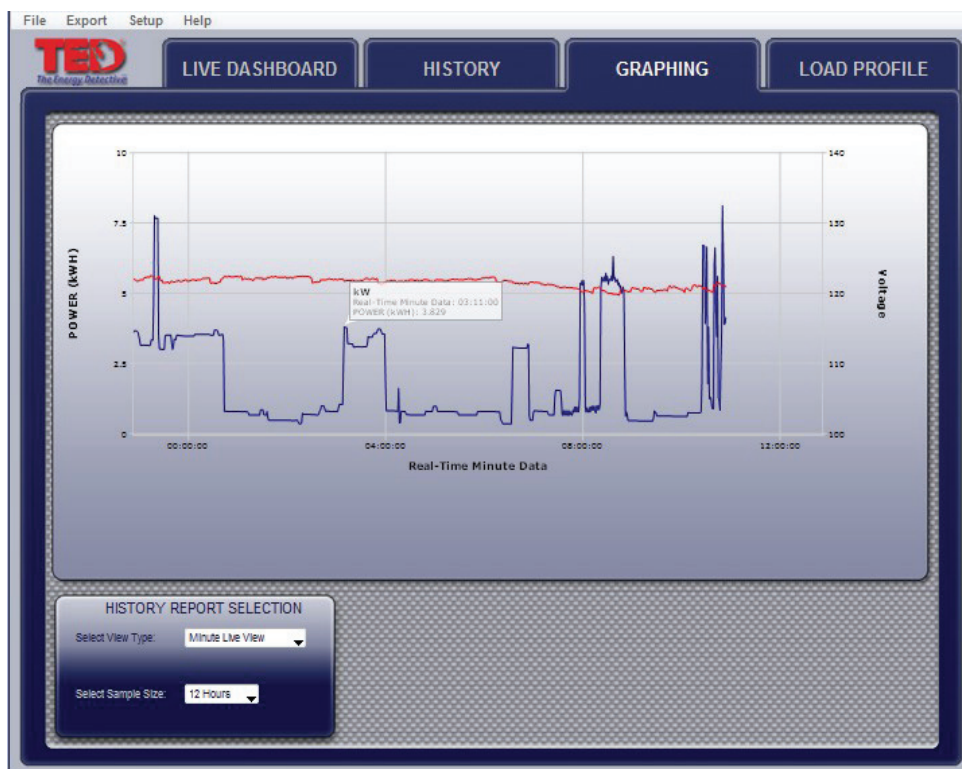 File Export Setup Help
TED
The Energy Detective
LIVE DASHBOARD HISTORY GRAPHING LOAD PROFILE
10 140
7.5 130
5 120
2.5 110
0 100
POWER (kWH)
Voltage
kW
Real-Time Minute Data: 03:11:00
POWER (kWH): 3.829
00:00:00 04:00:00 08:00:00 12:00:00
Real-Time Minute Data
HISTORY REPORT SELECTION
Select View Type: Minute Live View
Select Sample Size: 12 Hours